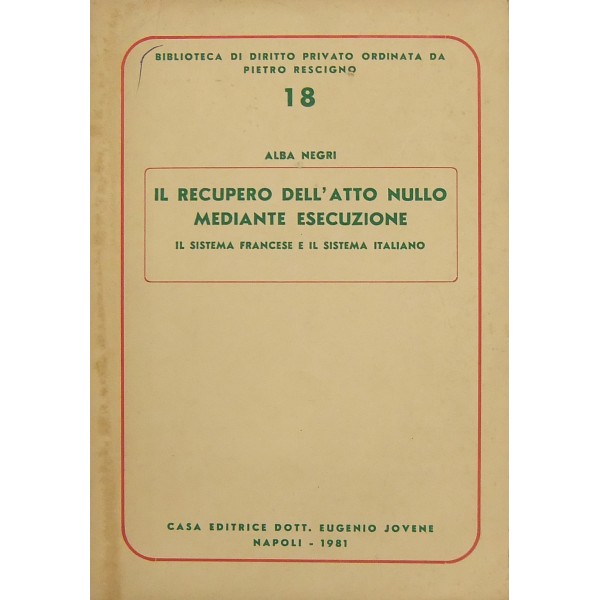 BIBLIOTECA DI DIRITTO PRIVATO ORDINATA DA
PIETRO RESCIGNO
18
ALBA NEGRI
IL RECUPERO DELL'ATTO NULLO
MEDIANTE ESECUZIONE
IL SISTEMA FRANCESE E IL SISTEMA ITALIANO
CASA EDITRICE DOTT. EUGENIO JOVENE
NAPOLI - 1981